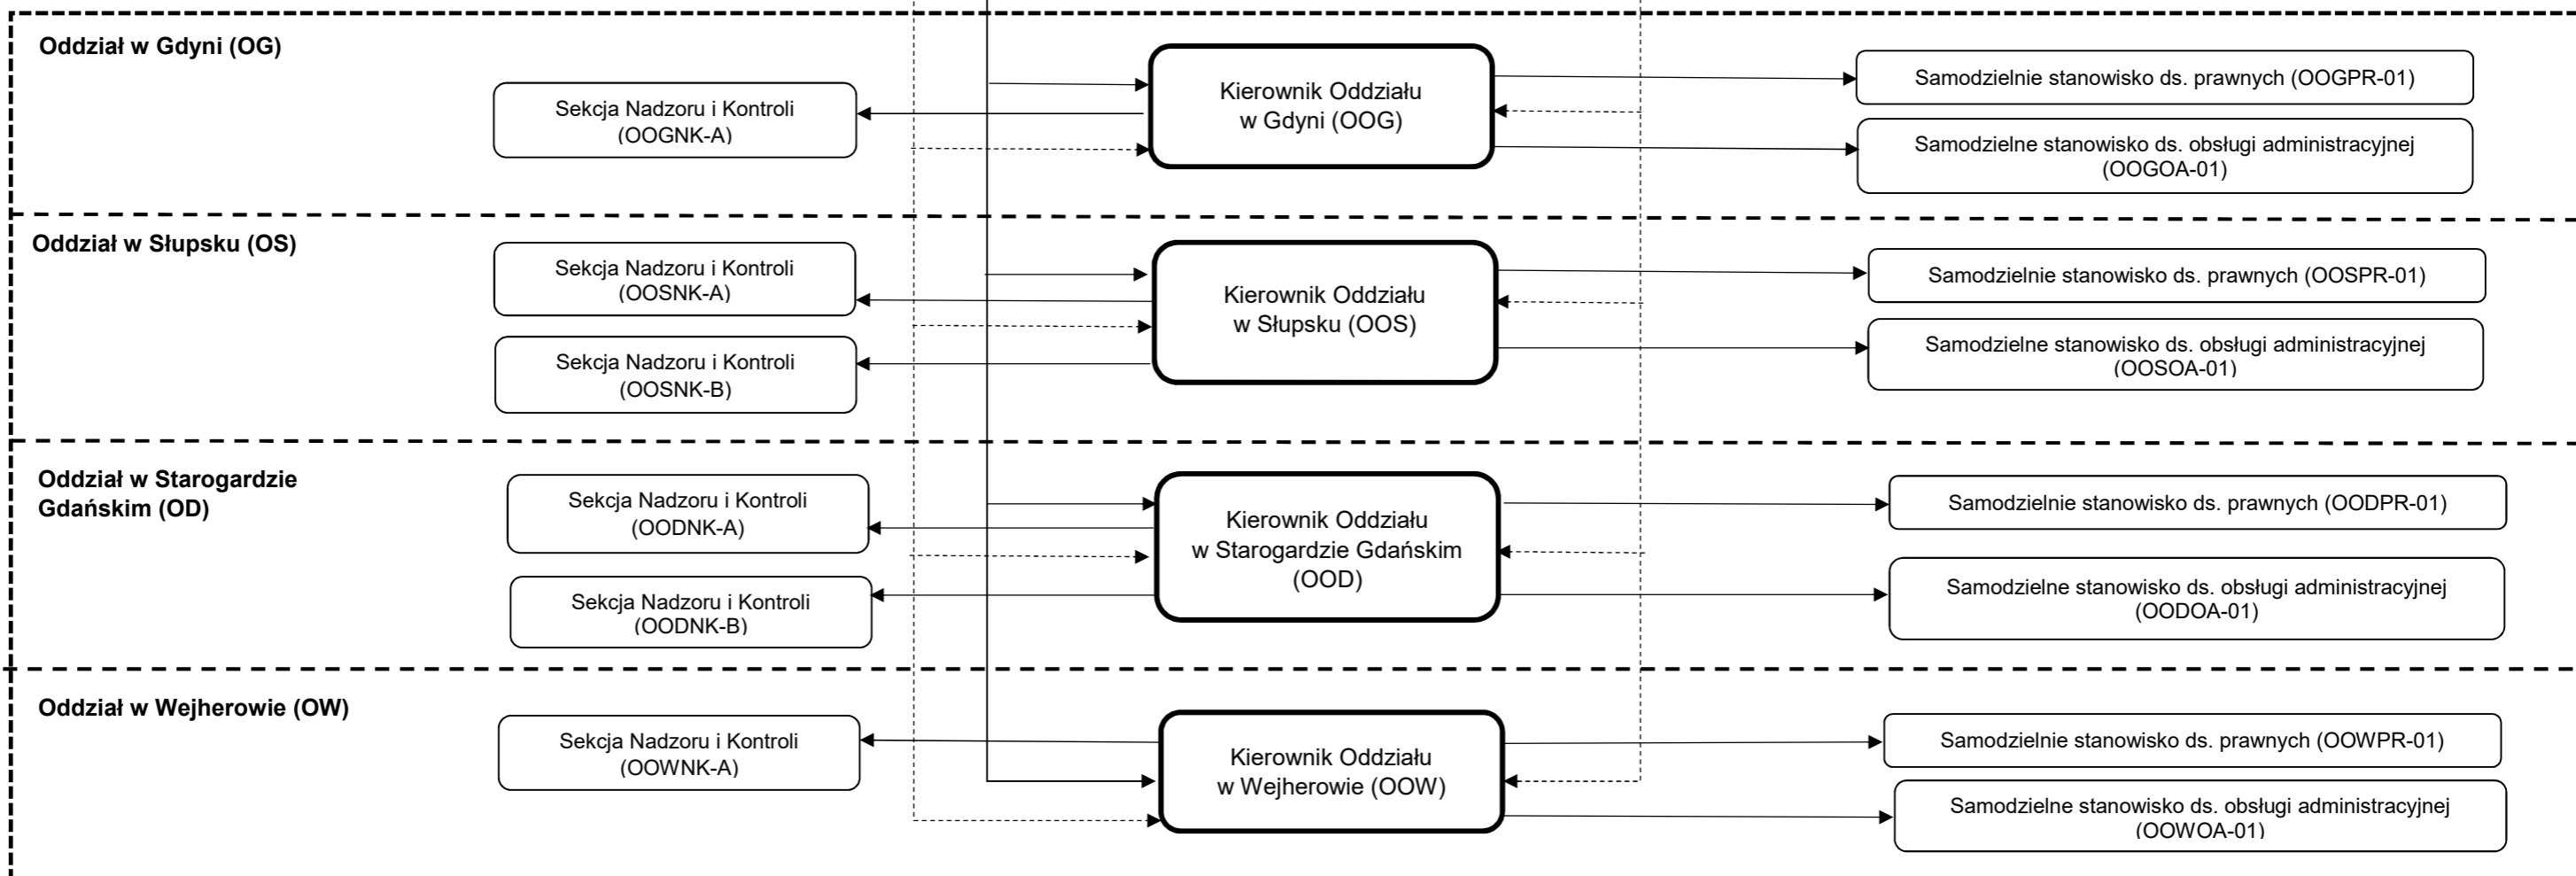 Oddział w Gdyni (OG)
Sekcja Nadzoru i Kontroli
(OOGNK-A)
Kierownik Oddziału
w Gdyni (OOG)
Samodzielnie stanowisko ds. prawnych (OOGPR-01)
Samodzielne stanowisko ds. obsługi administracyjnej
(OOGOA-01)
Oddział w Słupsku (OS)
Sekcja Nadzoru i Kontroli
(OOSNK-A)
Sekcja Nadzoru i Kontroli
(OOSNK-B)
Kierownik Oddziału
w Słupsku (OOS)
Samodzielnie stanowisko ds. prawnych (OOSPR-01)
Samodzielne stanowisko ds. obsługi administracyjnej
(OOSOA-01)
Oddział w Starogardzie
Gdańskim (OD)
Sekcja Nadzoru i Kontroli
(OODNK-A)
Sekcja Nadzoru i Kontroli
(OODNK-B)
Kierownik Oddziału
w Starogardzie Gdańskim
(OOD)
Samodzielnie stanowisko ds. prawnych (OODPR-01)
Samodzielne stanowisko ds. obsługi administracyjnej
(OODOA-01)
Oddział w Wejherowie (OW)
Sekcja Nadzoru i Kontroli
(OOWNK-A)
Kierownik Oddziału
w Wejherowie (OOW)
Samodzielnie stanowisko ds. prawnych (OOWPR-01)
Samodzielne stanowisko ds. obsługi administracyjnej
(OOWOA-01)